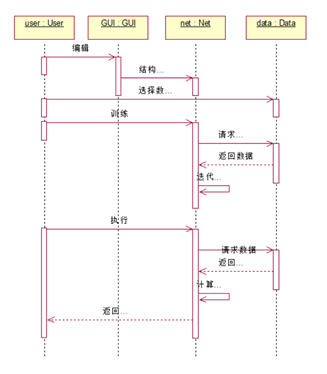 user : User
GUI : GUI
net : Net
data : Data
编辑
结构...
选择数...
训练
请求...
返回数据
迭代...
执行
请求数据
返回...
计算...
返回...